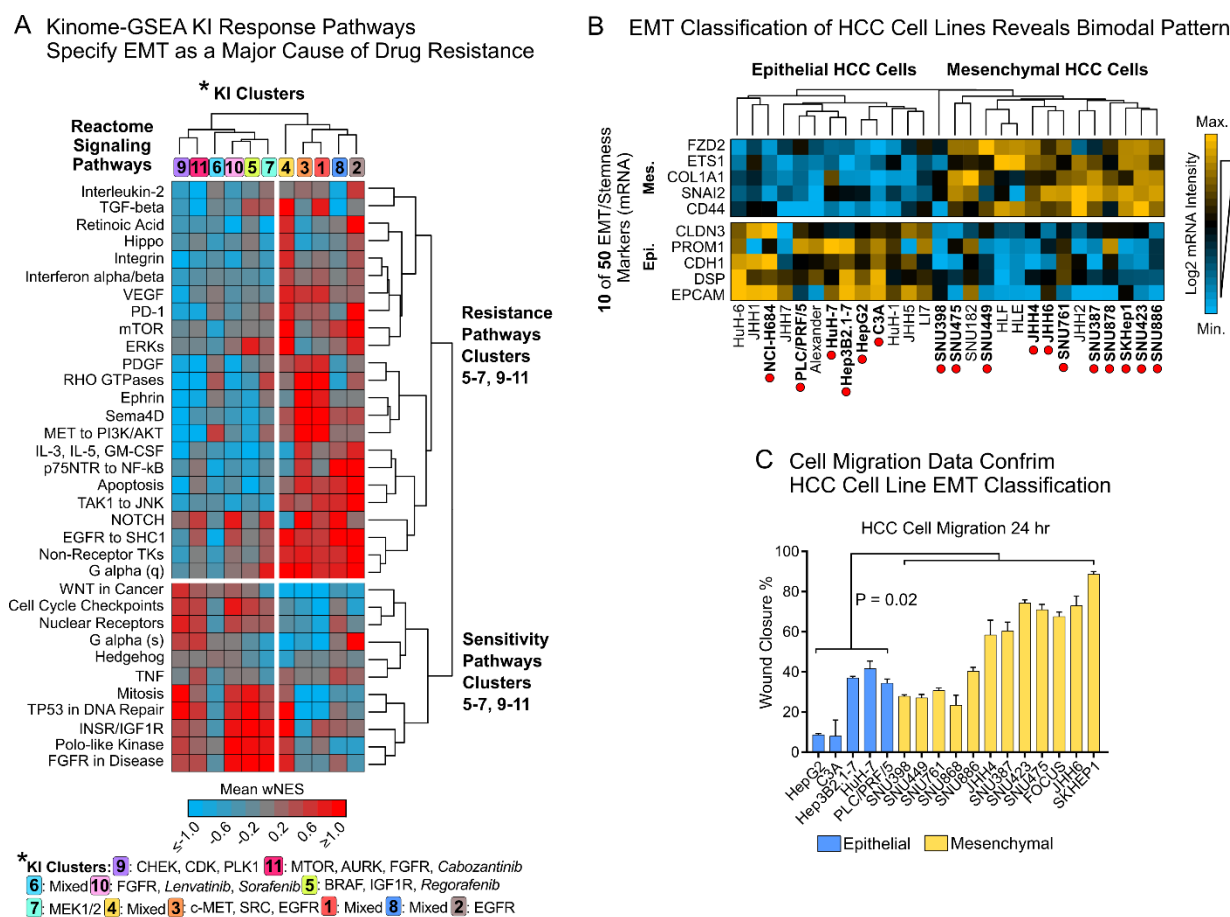 A Kinome-GSEA KI Response Pathways
Specify EMT as a Major Cause of Drug Resistance
* KI Clusters
Reactome
Signaling
Pathways
9 11 6 10 5 7 4 3 1 8 2
Interleukin-2
TGF-beta
Retinoic Acid
Hippo
Integrin
Interferon alpha/beta
VEGF
PD-1
mTOR
ERKs
PDGF
RHO GTPases
Ephrin
Sema4D
MET to PI3K/AKT
IL-3, IL-5, GM-CSF
p75NTR to NF-kB
Apoptosis
TAK1 to JNK
NOTCH
EGFR to SHC1
Non-Receptor TKs
G alpha (q)
WNT in Cancer
Cell Cycle Checkpoints
Nuclear Receptors
G alpha (s)
Hedgehog
TNF
Mitosis
TP53 in DNA Repair
INSR/IGF1R
Polo-like Kinase
FGFR in Disease
Resistance
Pathways
Clusters
5-7, 9-11
Sensitivity
Pathways
Clusters
5-7, 9-11
Mean wNES
≤-1.0 -0.6 0.2 0.6 ≥1.0
*KI Clusters: 9: CHEK, CDK, PLK1 11: MTOR, AURK, FGFR, Cabozantinib
6: Mixed 10: FGFR, Lenvatinib, Sorafenib 5: BRAF, IGF1R, Regorafenib
7: MEK1/2 4: Mixed 3: c-MET, SRC, EGFR 1: Mixed 8: Mixed 2: EGFR
B EMT Classification of HCC Cell Lines Reveals Bimodal Pattern
Epithelial HCC Cells Mesenchymal HCC Cells
10 of 50 EMT/Stemness
Markers (mRNA)
Mes.
Epi.
FZD2
ETS1
COL1A1
SNAI2
CD44
CLDN3
PROM1
CDH1
DSP
EPCAM
HuH-6
JHH1
NCI-H684
JHH7
PLC/PRF/5
Alexander
HuH-7
Hep3B2.1-7
HepG2
C3A
HuH-1
JHH5
LI7
SNU398
SNU475
SNU182
SNU449
HLF
HLE
JHH4
JHH6
SNU761
JHH2
SNU387
SNU878
SKHep1
SNU423
SNU886
Max.
Log2 mRNA Intensity
Min.
C Cell Migration Data Confrim
HCC Cell Line EMT Classification
HCC Cell Migration 24 hr
Wound Closure %
100
80
60
40
20
0
P = 0.02
HepG2
C3A
Hep3B2.1-7
HuH-7
PLC/PRF/5
SNU398
SNU449
SNU761
SNU868
SNU886
JHH4
SNU387
SNU423
SNU475
FOCUS
JHH6
SKHEP1
Epithelial Mesenchymal